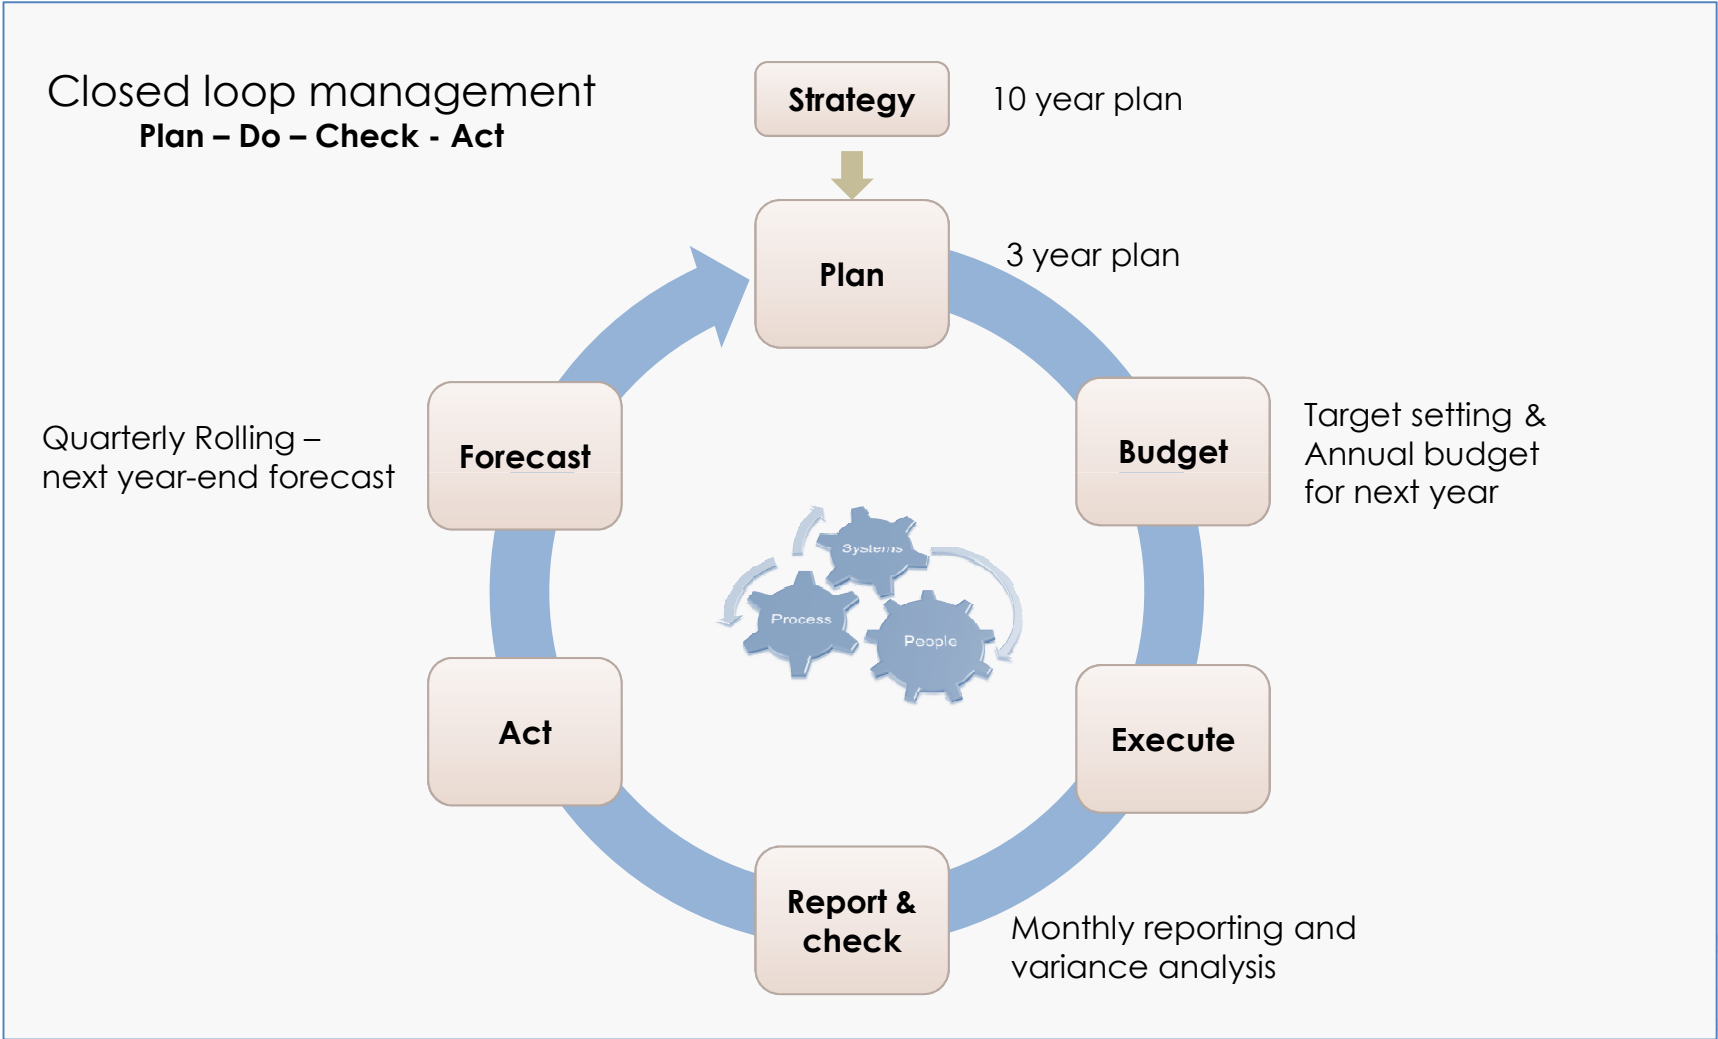 Closed loop management
Plan – Do – Check - Act
Strategy
10 year plan
Plan
3 year plan
Budget
Target setting &
Annual budget
for next year
Execute
Report &
check
Monthly reporting and
variance analysis
Act
Forecast
Quarterly Rolling –
next year-end forecast
Systems
Process
People